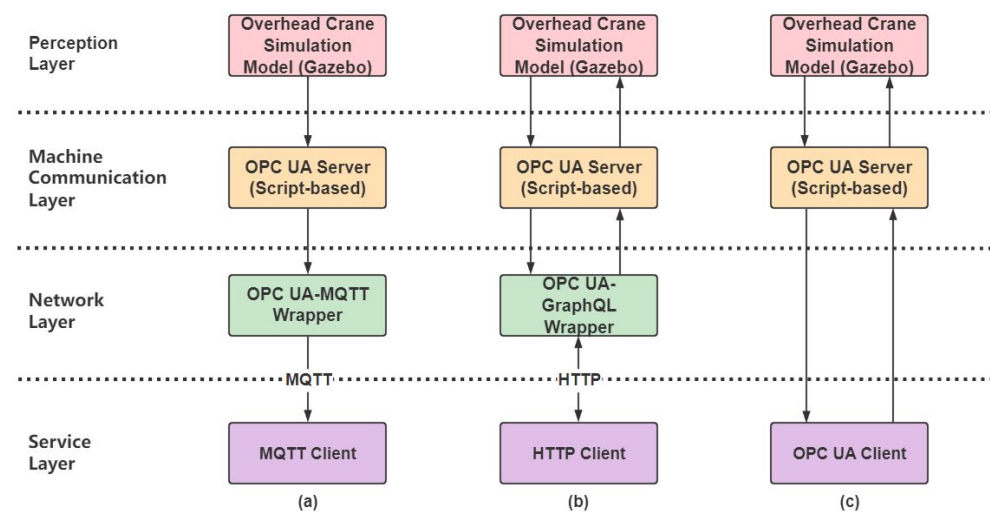 Perception
Layer
Overhead Crane
Simulation
Model (Gazebo)
Overhead Crane
Simulation
Model (Gazebo)
Overhead Crane
Simulation
Model (Gazebo)
Machine
Communication
Layer
OPC UA Server
(Script-based)
OPC UA Server
(Script-based)
OPC UA Server
(Script-based)
Network
Layer
OPC UA-MQTT
Wrapper
OPC UA-
GraphQL
Wrapper
MQTT
HTTP
Service
Layer
MQTT Client
HTTP Client
OPC UA Client
(a)
(b)
(c)